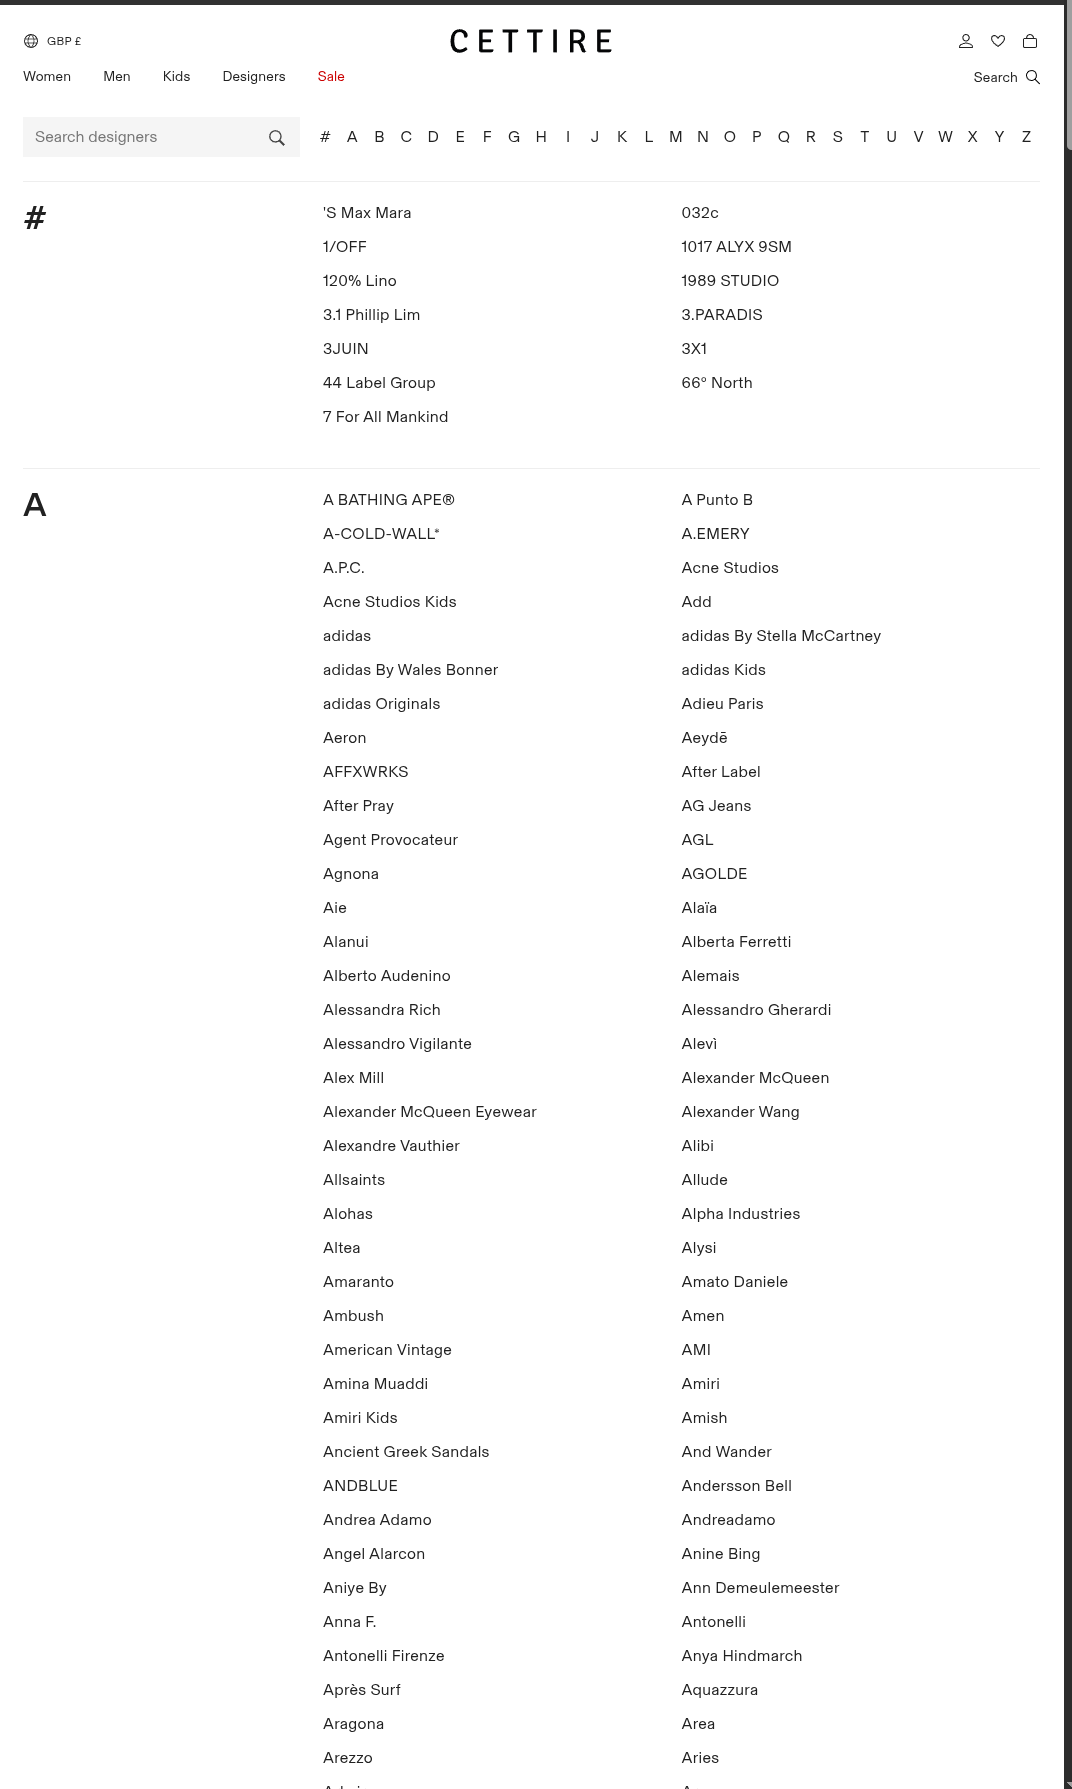 GBP £
CETTIRE
Women Men Kids Designers Sale Search
Search designers # A B C D E F G H I J K L M N O P Q R S T U V W X Y Z
#
'S Max Mara 032c
1/OFF 1017 ALYX 9SM
120% Lino 1989 STUDIO
3.1 Phillip Lim 3.PARADIS
3JUIN 3X1
44 Label Group 66º North
7 For All Mankind
A
A BATHING APE® A Punto B
A-COLD-WALL* A.EMERY
A.P.C. Acne Studios
Acne Studios Kids Add
adidas adidas By Stella McCartney
adidas By Wales Bonner adidas Kids
adidas Originals Adieu Paris
Aeron Aeydē
AFFXWRKS After Label
After Pray AG Jeans
Agent Provocateur AGL
Agnona AGOLDE
Aie Alaïa
Alanui Alberta Ferretti
Alberto Audenino Alemais
Alessandra Rich Alessandro Gherardi
Alessandro Vigilante Alevì
Alex Mill Alexander McQueen
Alexander McQueen Eyewear Alexander Wang
Alexandre Vauthier Alibi
Allsaints Allude
Alohas Alpha Industries
Altea Alysi
Amaranto Amato Daniele
Ambush Amen
American Vintage AMI
Amina Muaddi Amiri
Amiri Kids Amish
Ancient Greek Sandals And Wander
ANDBLUE Andersson Bell
Andrea Adamo Andreadamo
Angel Alarcon Anine Bing
Aniye By Ann Demeulemeester
Anna F. Antonelli
Antonelli Firenze Anya Hindmarch
Après Surf Aquazzura
Aragona Area
Arezzo Aries